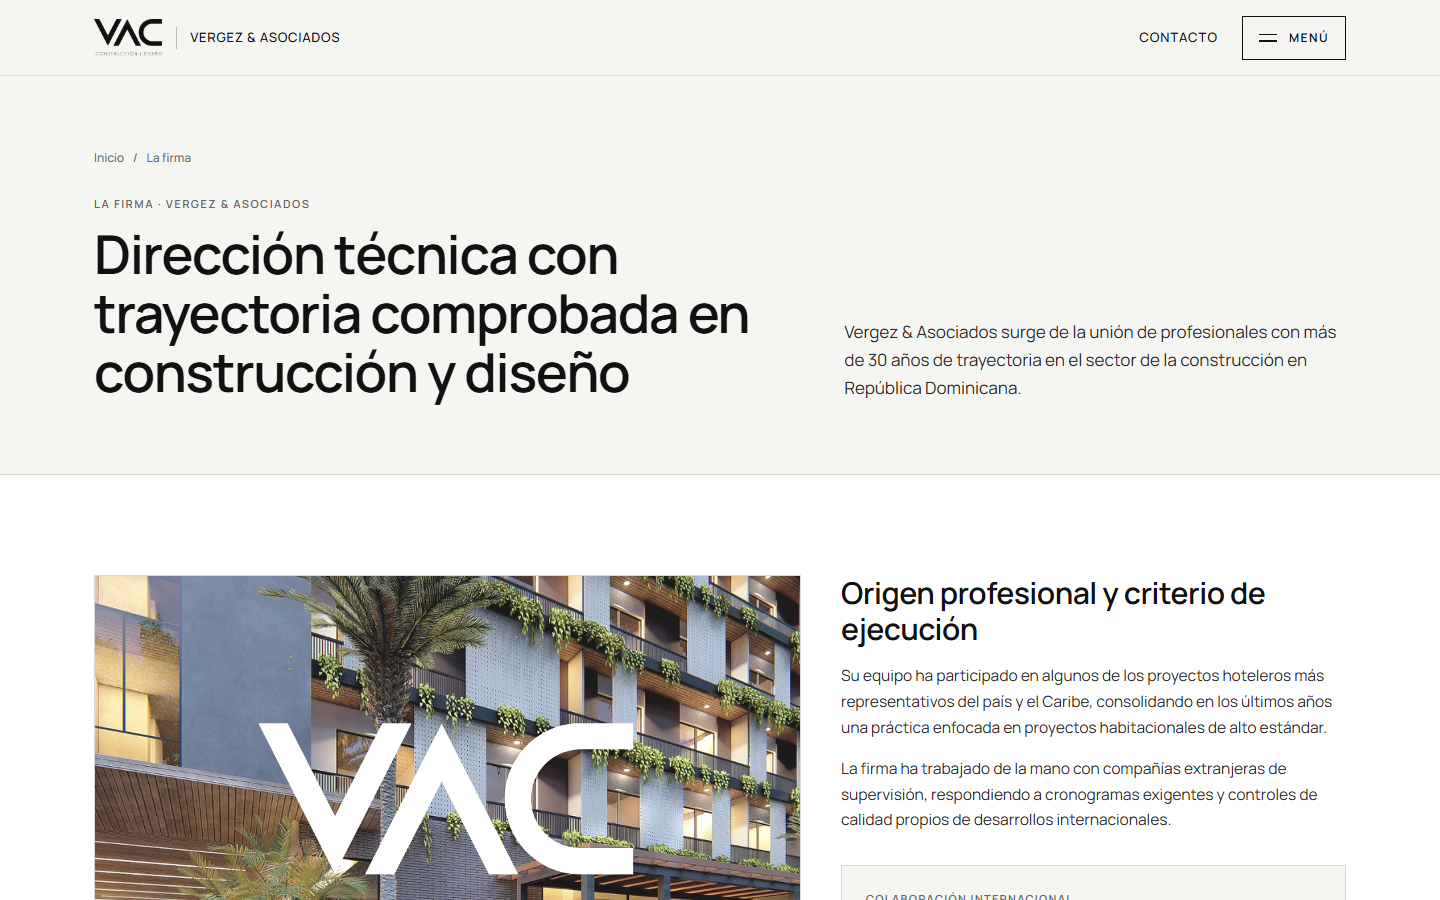 VAC
CONSTRUCCIÓN | DISEÑO
VERGEZ & ASOCIADOS
CONTACTO
MENÚ
Inicio / La firma
LA FIRMA · VERGEZ & ASOCIADOS
Dirección técnica con
trayectoria comprobada en
construcción y diseño
Vergez & Asociados surge de la unión de profesionales con más
de 30 años de trayectoria en el sector de la construcción en
República Dominicana.
VAC
Origen profesional y criterio de
ejecución
Su equipo ha participado en algunos de los proyectos hoteleros más
representativos del país y el Caribe, consolidando en los últimos años
una práctica enfocada en proyectos habitacionales de alto estándar.
La firma ha trabajado de la mano con compañías extranjeras de
supervisión, respondiendo a cronogramas exigentes y controles de
calidad propios de desarrollos internacionales.
COLABORACIÓN INTERNACIONAL